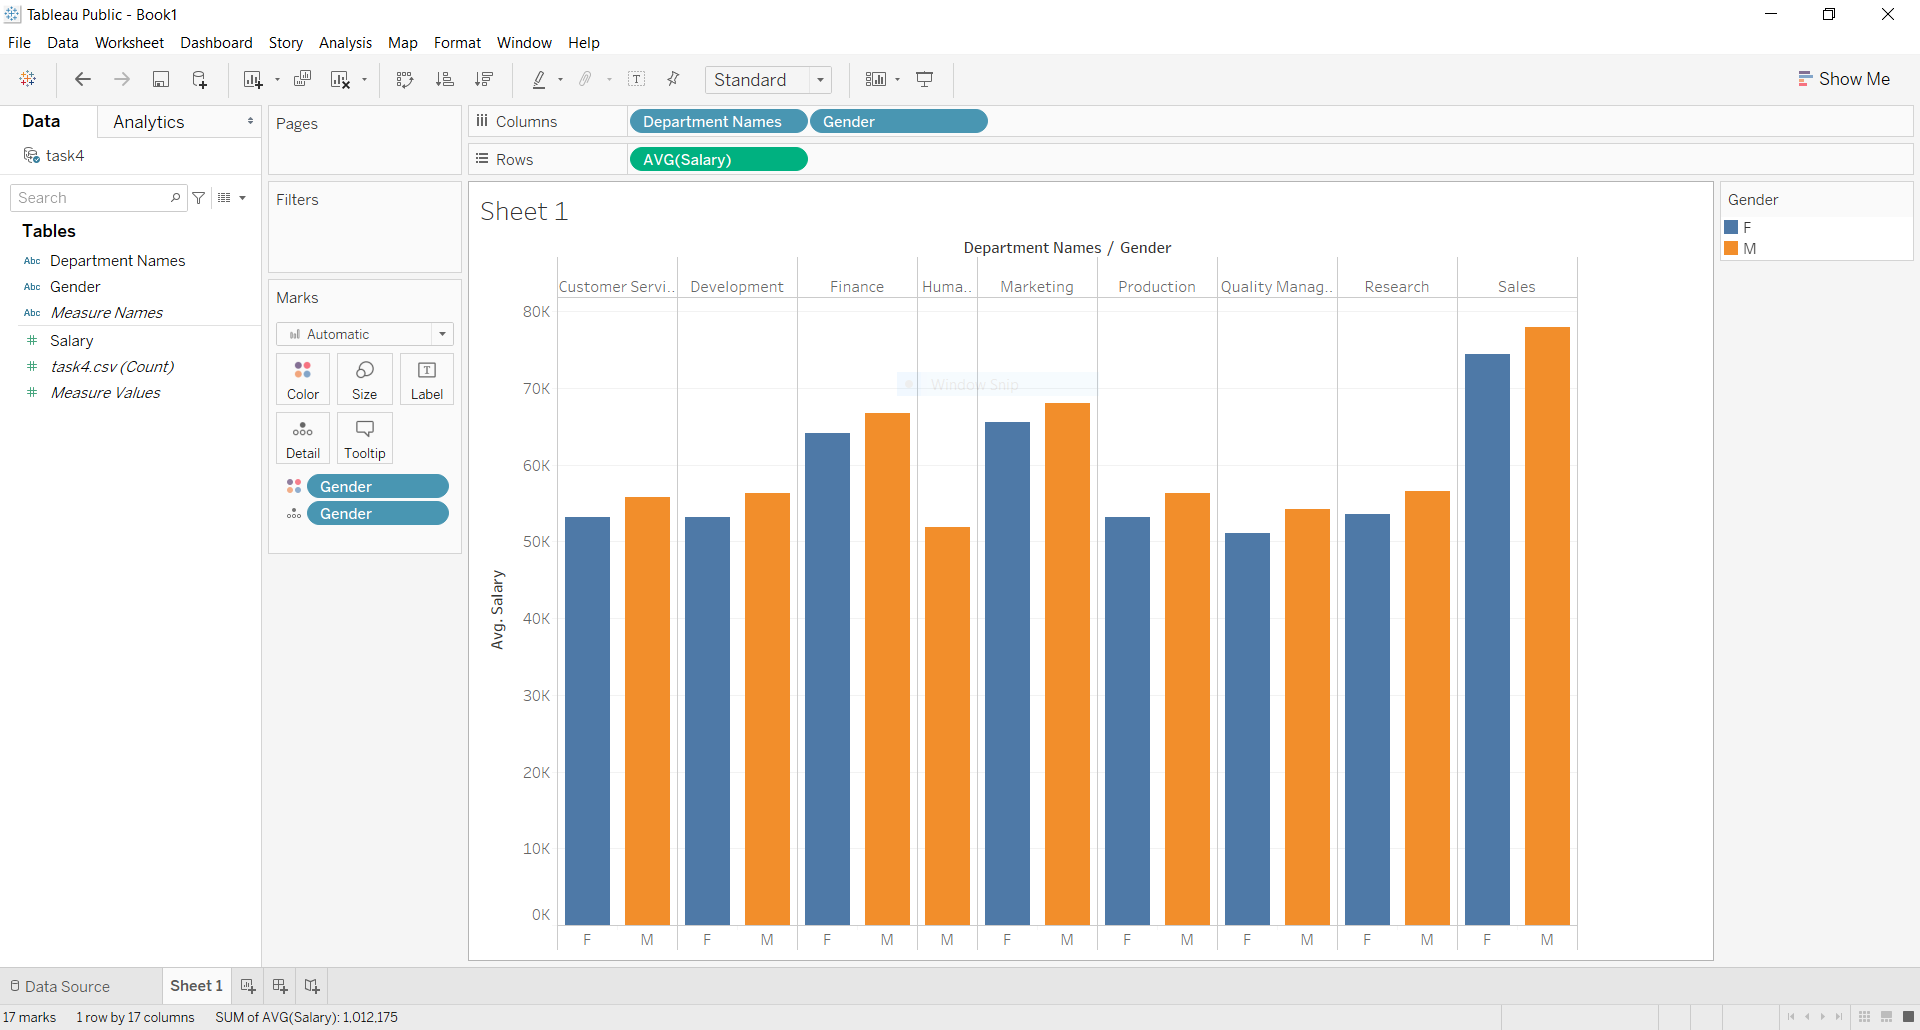 Tableau Public - Book1
File Data Worksheet Dashboard Story Analysis Map Format Window Help
Standard
Show Me
Data Analytics
task4
Search
Tables
Abc Department Names
Abc Gender
Abc Measure Names
# Salary
# task4.csv (Count)
# Measure Values
Pages
Filters
Marks
Automatic
Color Size Label
Detail Tooltip
Gender
Gender
Columns Department Names Gender
Rows AVG(Salary)
Sheet 1
Department Names / Gender
Customer Servi.. Development Finance Huma.. Marketing Production Quality Manag.. Research Sales
80K
70K
60K
50K
40K
30K
20K
10K
0K
Avg. Salary
Window Snip
F M F M F M M F M F M F M F M F M
Gender
F
M
Data Source Sheet 1
17 marks 1 row by 17 columns SUM of AVG(Salary): 1,012,175